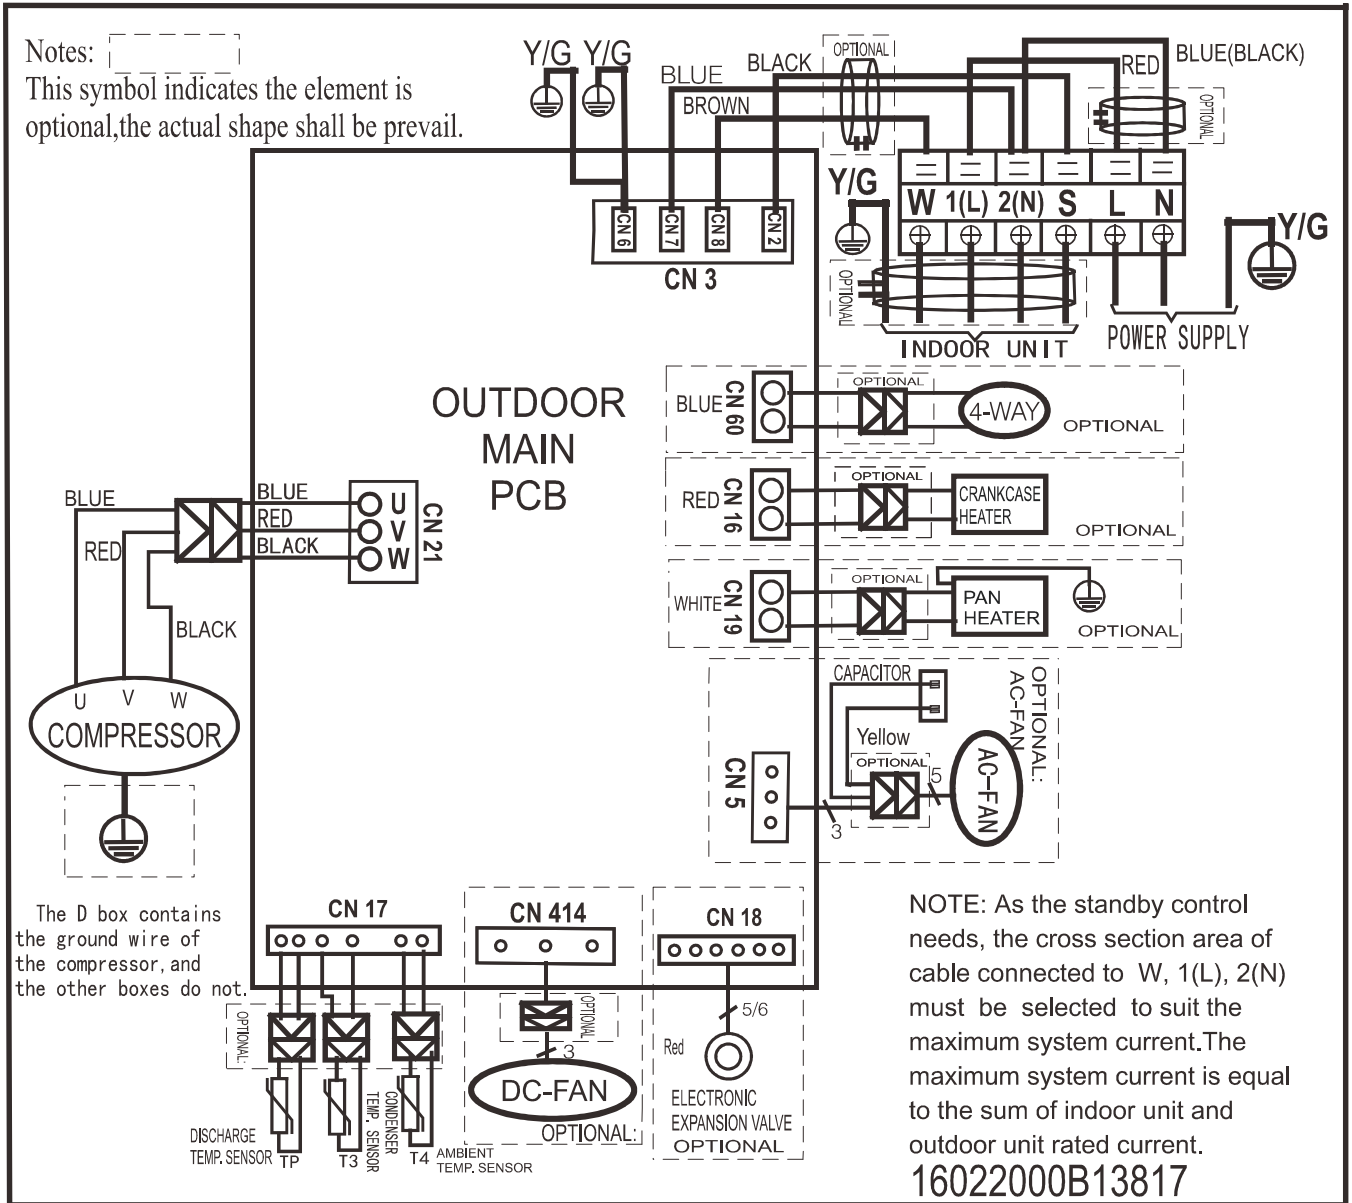 Notes:
This symbol indicates the element is
optional,the actual shape shall be prevail.
Y/G Y/G
BLUE
BLACK
BROWN
OPTIONAL
RED
BLUE(BLACK)
OPTIONAL
Y/G
W 1(L) 2(N) S L N
Y/G
CN 6
CN 7
CN 8
CN 2
CN 3
OPTIONAL
INDOOR UNIT
POWER SUPPLY
OUTDOOR
MAIN
PCB
BLUE
CN 60
OPTIONAL
4-WAY
OPTIONAL
RED
CN 16
OPTIONAL
CRANKCASE
HEATER
OPTIONAL
WHITE
CN 19
OPTIONAL
PAN
HEATER
OPTIONAL
BLUE
RED
BLACK
BLUE
RED
BLACK
U
V
W
CN 21
U V W
COMPRESSOR
CAPACITOR
Yellow
OPTIONAL
CN 5
3
5
AC-FAN
OPTIONAL:
AC-FAN
The D box contains
the ground wire of
the compressor,and
the other boxes do not.
CN 17
OPTIONAL:
DISCHARGE
TEMP. SENSOR
TP
T3
CONDENSER
TEMP. SENSOR
T4
AMBIENT
TEMP. SENSOR
CN 414
OPTIONAL
3
DC-FAN
OPTIONAL:
CN 18
5/6
Red
ELECTRONIC
EXPANSION VALVE
OPTIONAL
NOTE: As the standby control
needs, the cross section area of
cable connected to W, 1(L), 2(N)
must be selected to suit the
maximum system current.The
maximum system current is equal
to the sum of indoor unit and
outdoor unit rated current.
16022000B13817